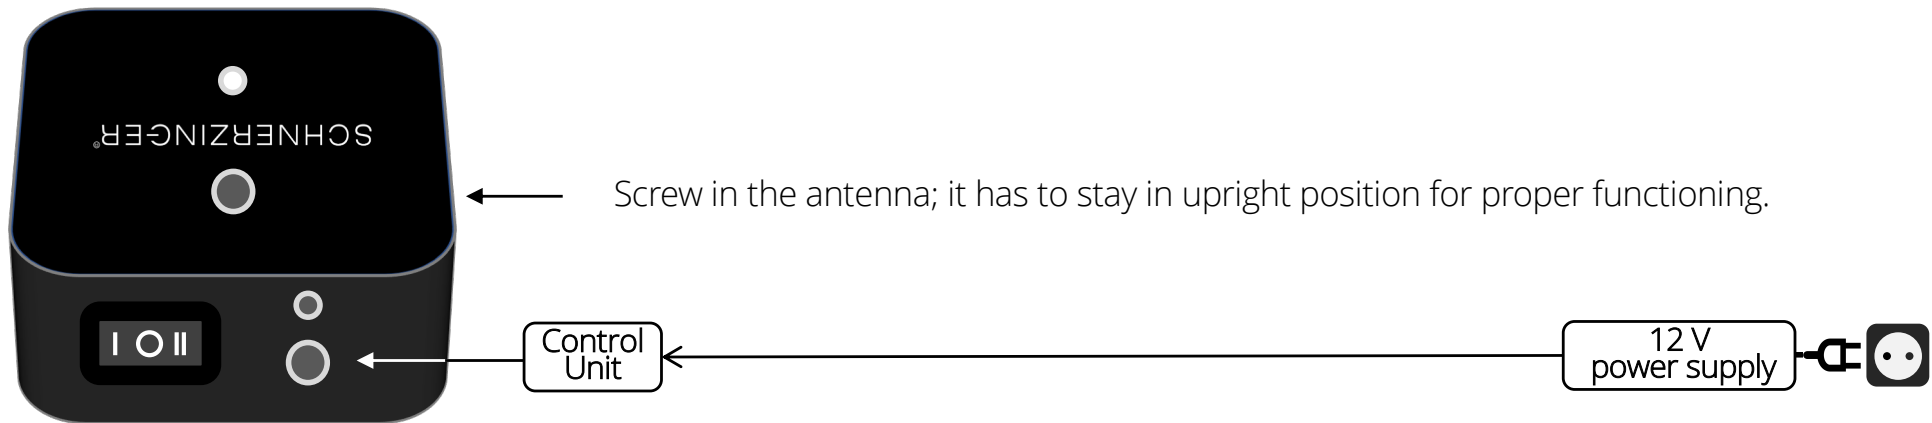 SCHNERZINGER®
Screw in the antenna; it has to stay in upright position for proper functioning.
I O II
Control
Unit
12 V
power supply